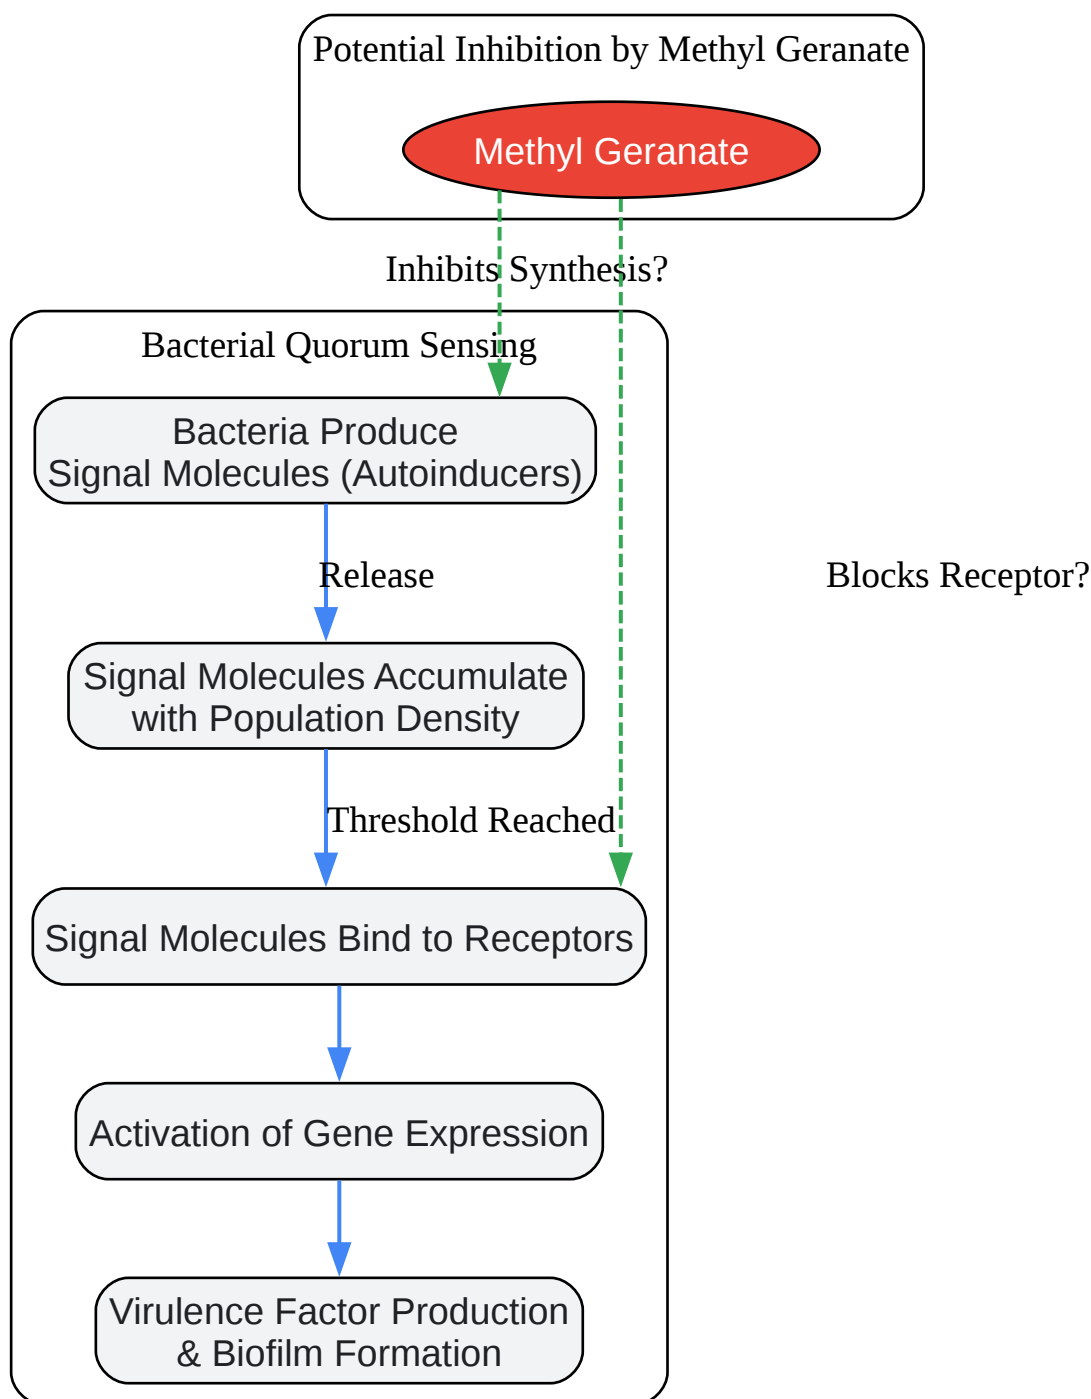 Potential Inhibition by Methyl Geranate
Methyl Geranate
Inhibits Synthesis?
Bacterial Quorum Sensing
Bacteria Produce
Signal Molecules (Autoinducers)
Release
Blocks Receptor?
Signal Molecules Accumulate
with Population Density
Threshold Reached
Signal Molecules Bind to Receptors
Activation of Gene Expression
Virulence Factor Production
& Biofilm Formation